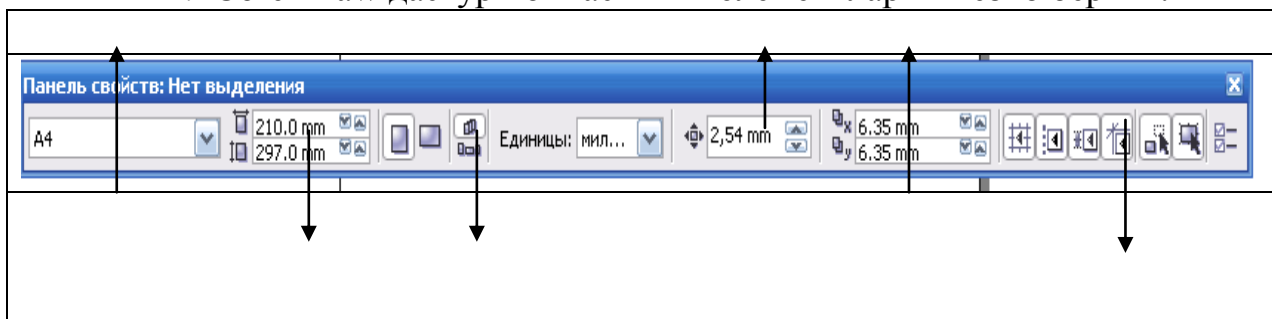 Панель свойств: Нет выделения
A4 210.0 mm Единицы: мил... 2,54 mm x 6.35 mm
297.0 mm y 6.35 mm